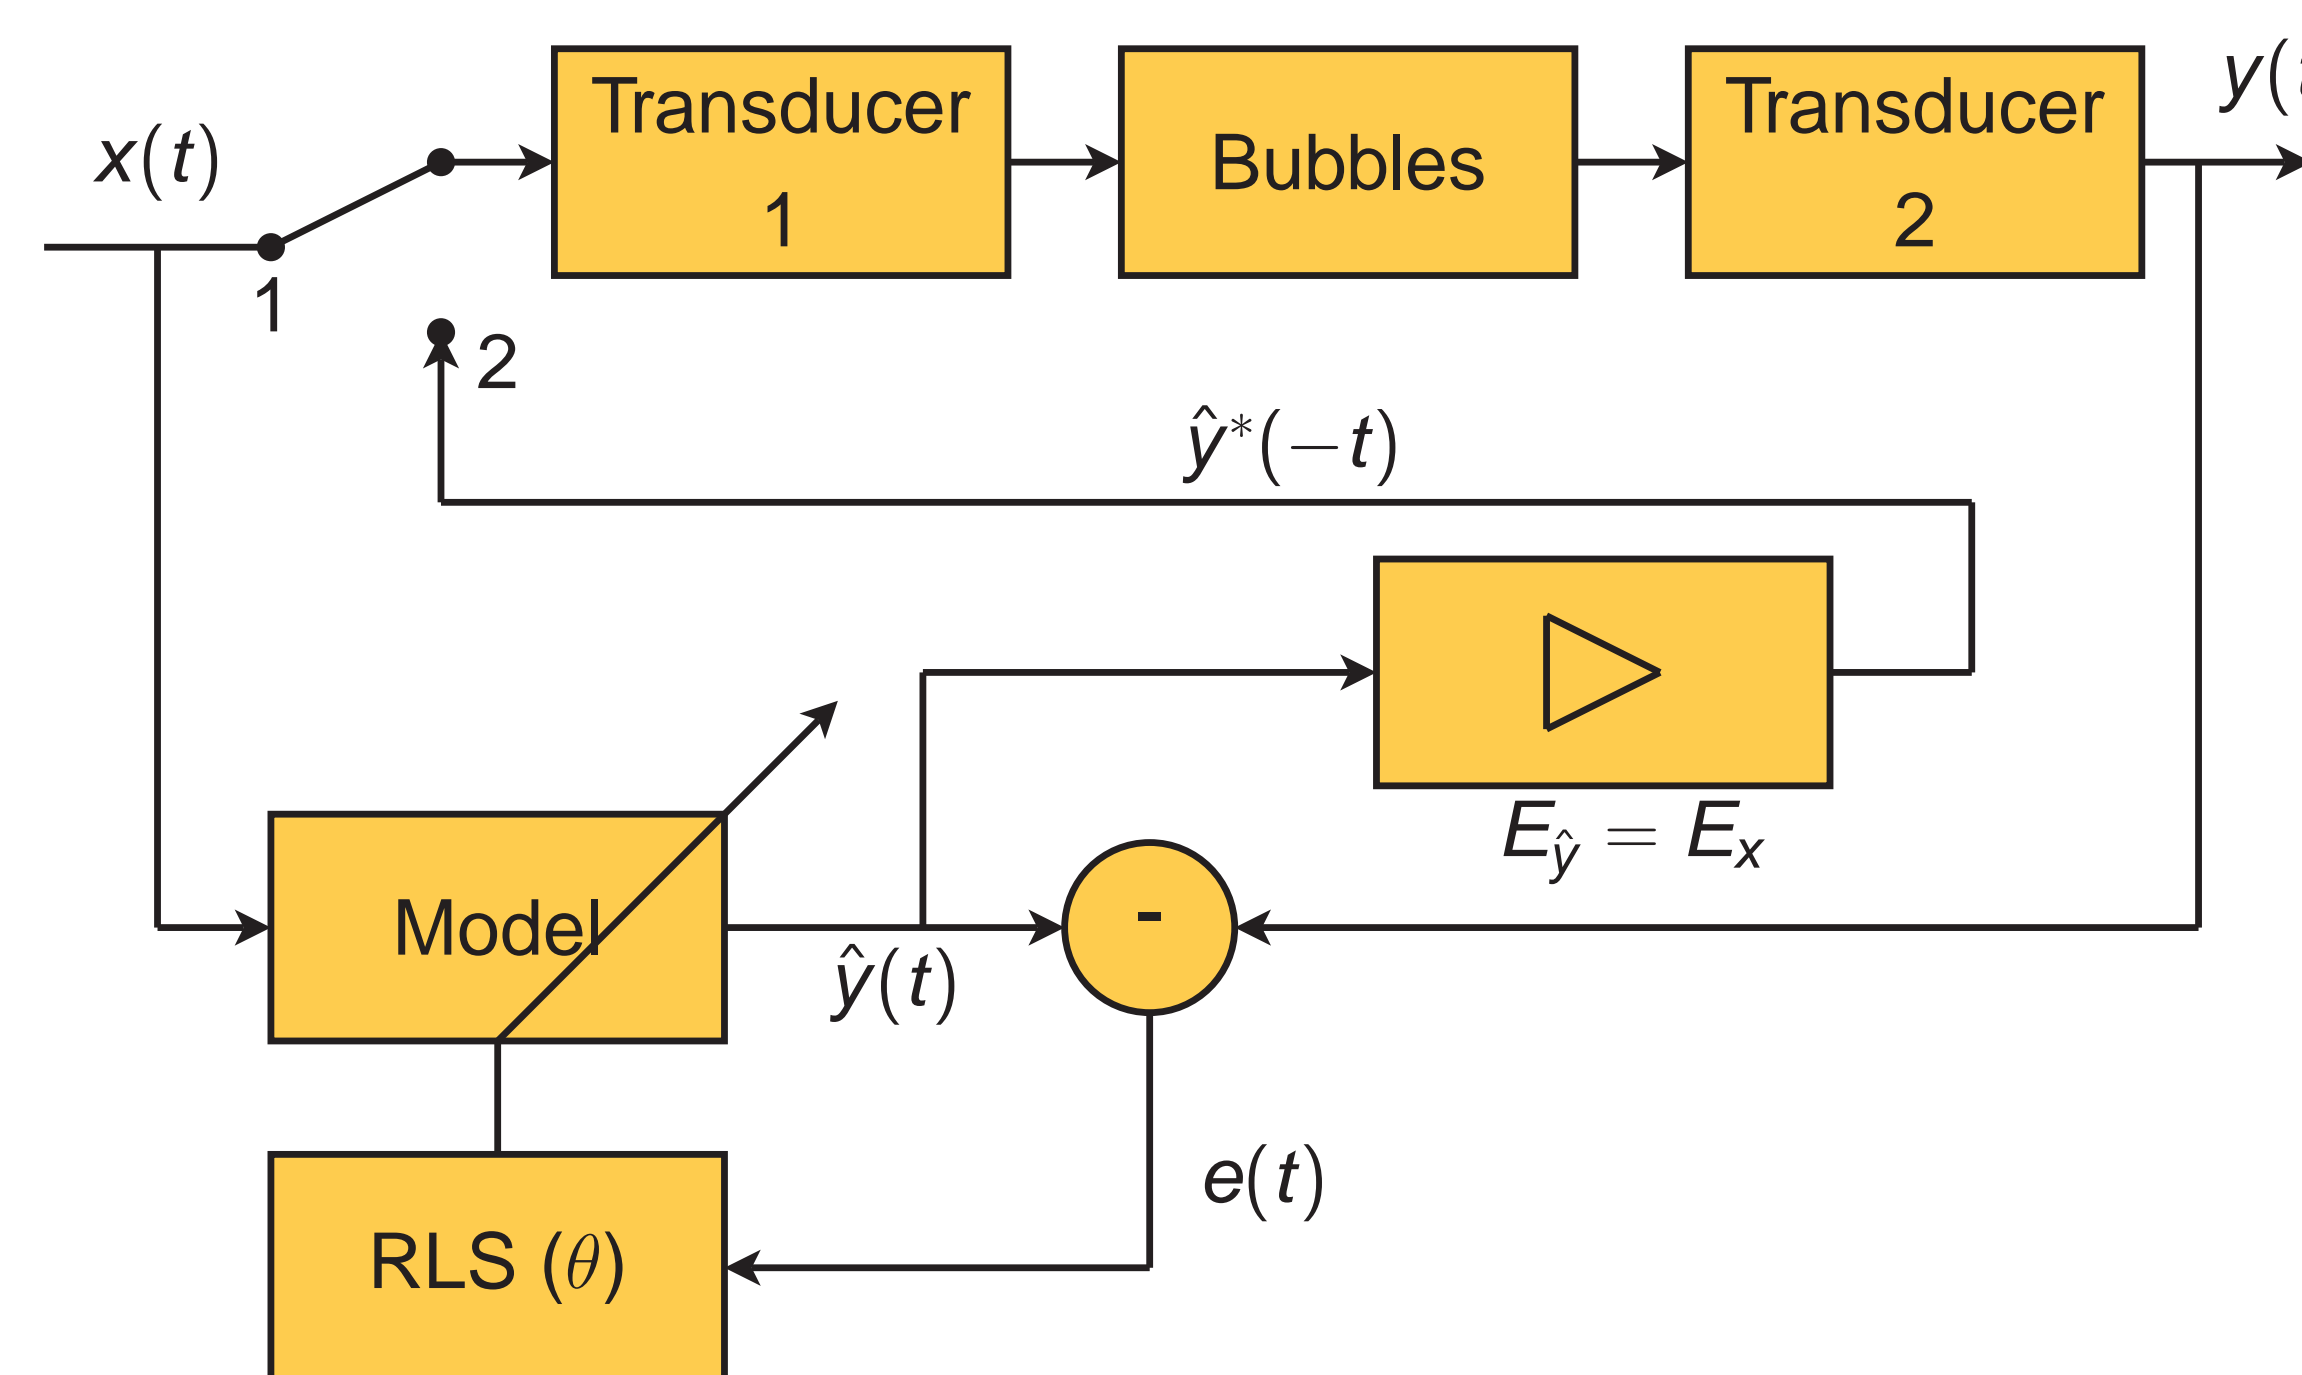 x(t)
1
2
Transducer
1
Bubbles
Transducer
2
y(
ŷ*(−t)
E_ŷ = E_x
Model
ŷ(t)
-
e(t)
RLS (θ)